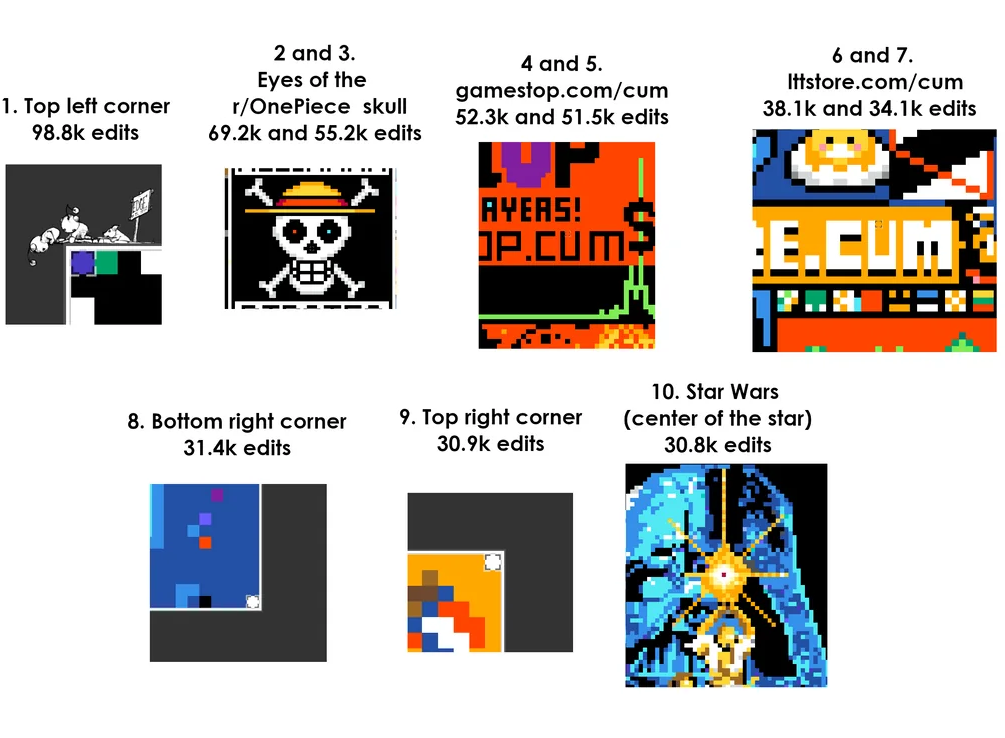 1. Top left corner
98.8k edits
2 and 3.
Eyes of the
r/OnePiece skull
69.2k and 55.2k edits
4 and 5.
gamestop.com/cum
52.3k and 51.5k edits
6 and 7.
lttstore.com/cum
38.1k and 34.1k edits
OP
AYERS!
OP.CUM
$
E.CUM
8. Bottom right corner
31.4k edits
9. Top right corner
30.9k edits
10. Star Wars
(center of the star)
30.8k edits